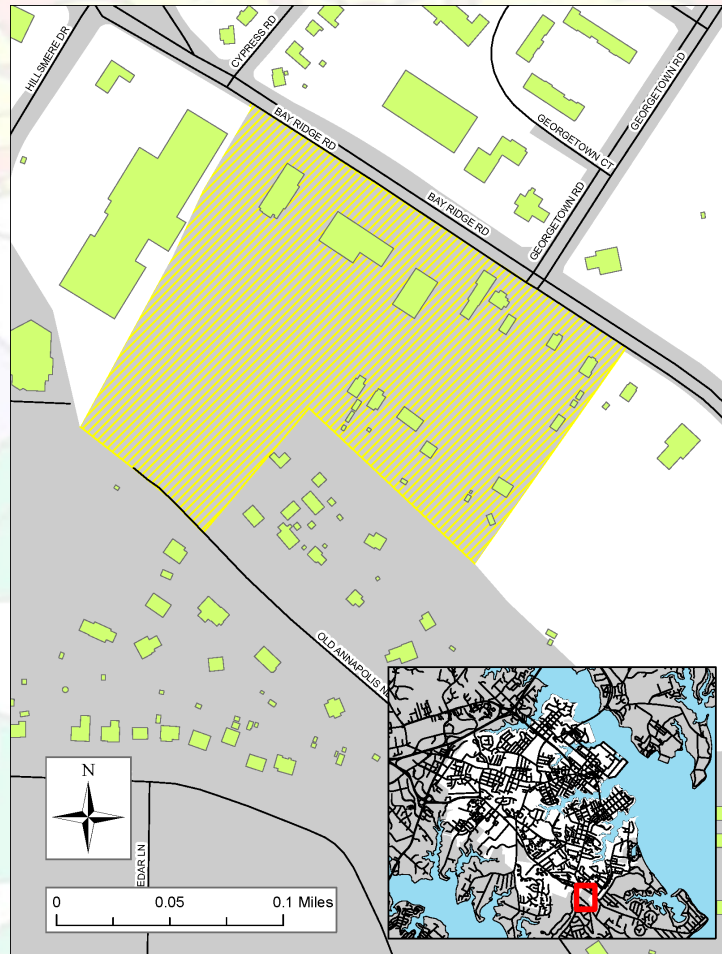 HILLSMERE DR
CYPRESS RD
GEORGETOWN RD
BAY RIDGE RD
GEORGETOWN CT
BAY RIDGE RD
GEORGETOWN RD
OLD ANNAPOLIS N
N
EDAR LN
0 0.05 0.1 Miles